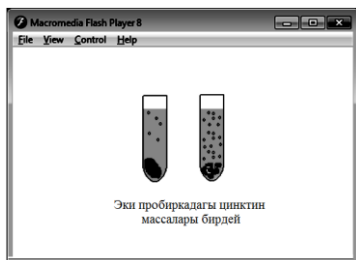 Macromedia Flash Player 8
File View Control Help
Эки пробиркадагы цинктин
массалары бирдей